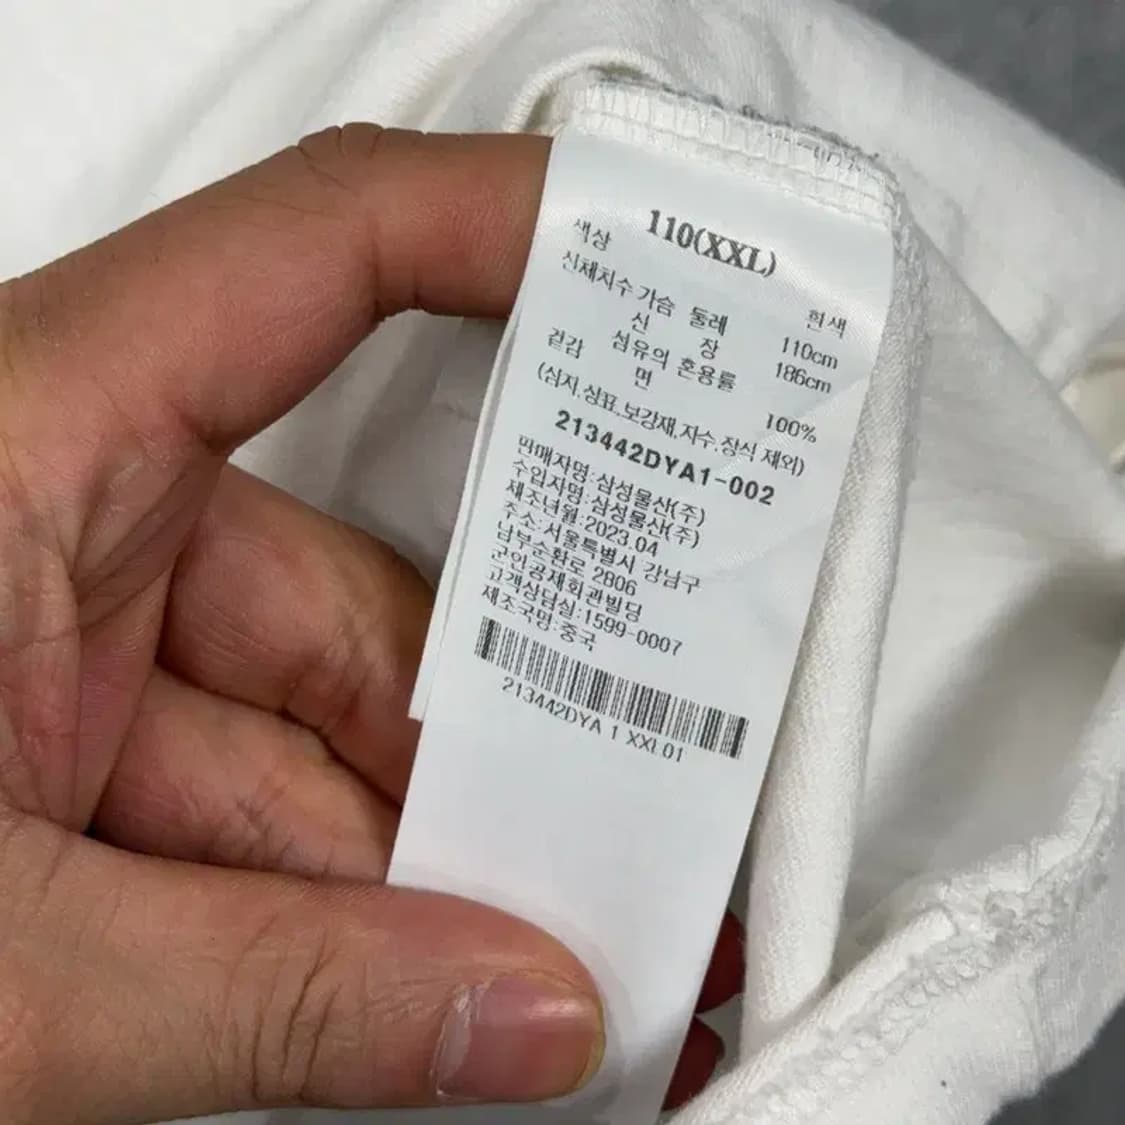 110(XXL)
색상 흰색
신체치수 가슴 둘레 110cm
신 장 186cm
겉감 섬유의 혼용률
면 100%
(심지,상표,보강재,자수,장식 제외)
213442DYA1-002
판매자명:삼성물산(주)
수입자명:삼성물산(주)
제조년월:2023.04
주소:서울특별시 강남구
남부순환로 2806
군인공제회관빌딩
고객상담실:1599-0007
제조국명:중국
213442DYA 1 XXL01